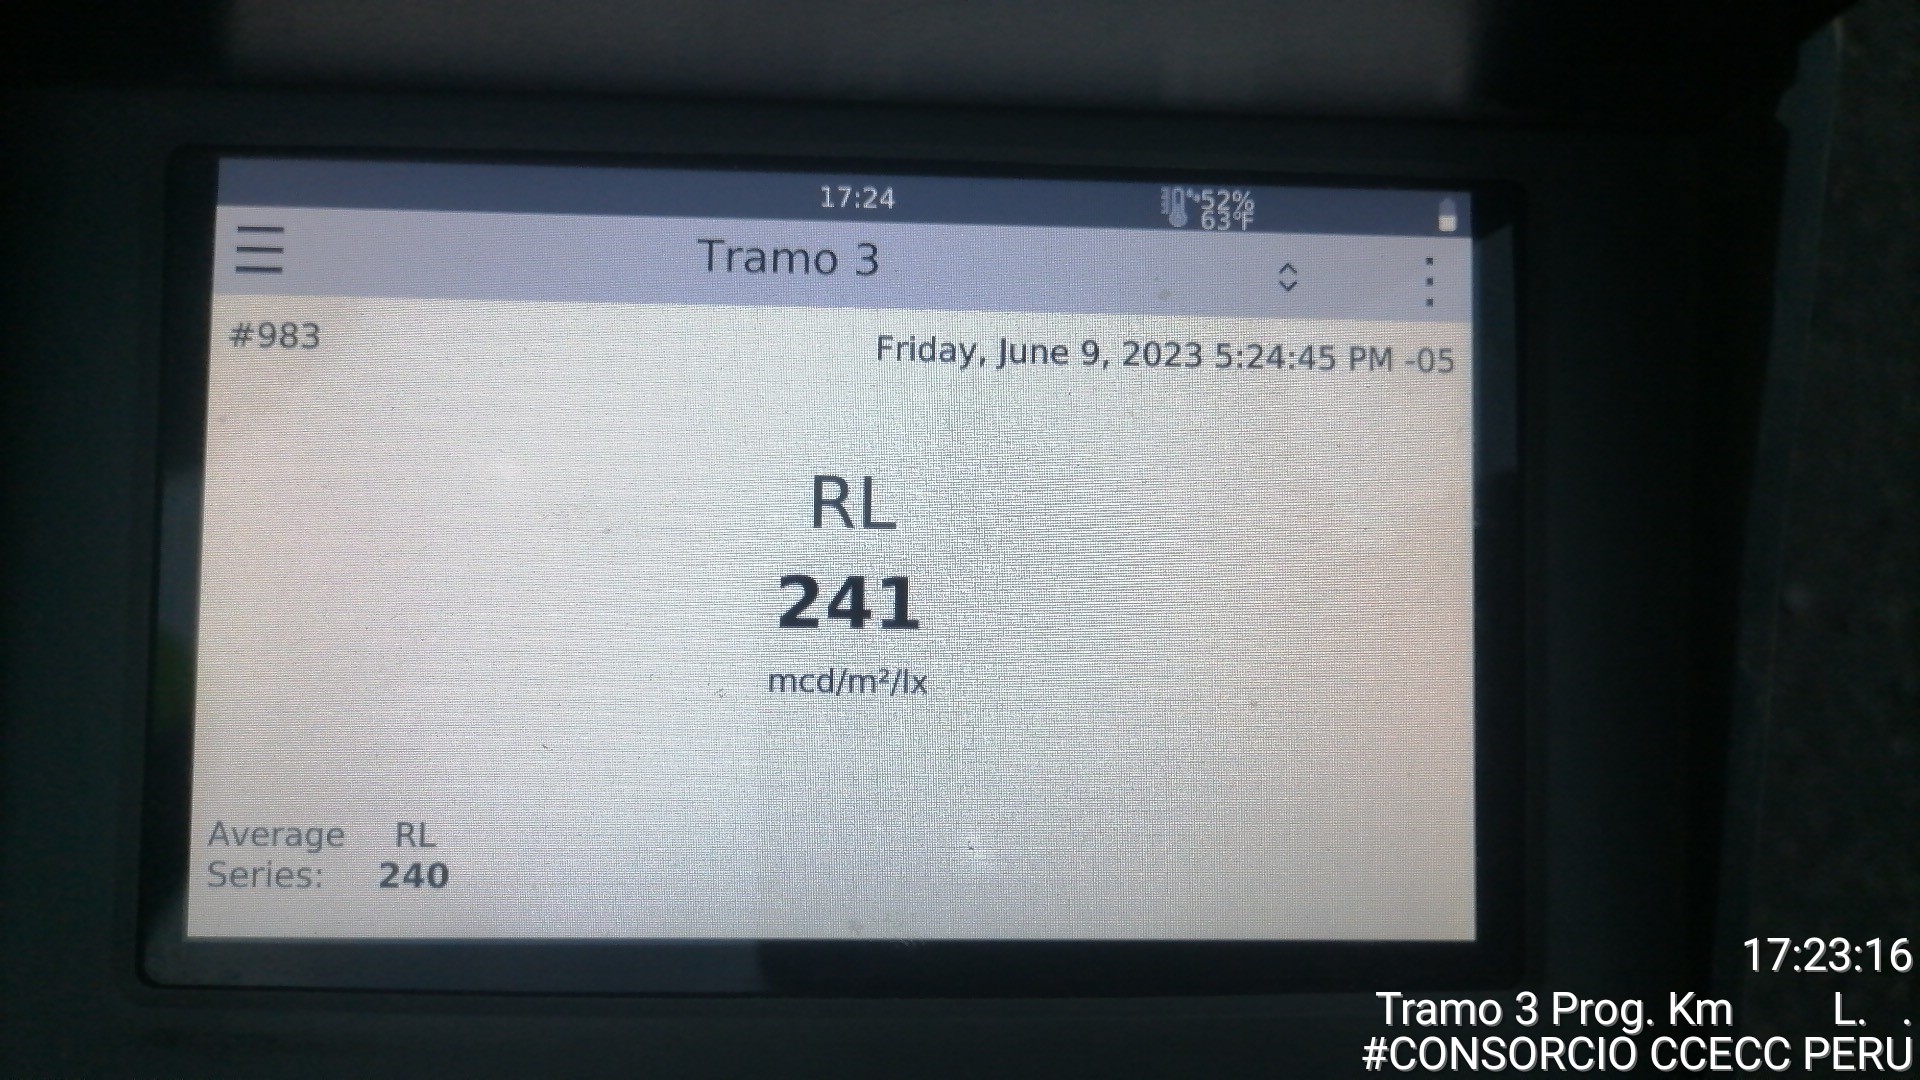 17:24
52%
63°F
Tramo 3
#983
Friday, June 9, 2023 5:24:45 PM -05
RL
241
mcd/m²/lx
Average RL
Series: 240
17:23:16
Tramo 3 Prog. Km L. .
#CONSORCIO CCECC PERU